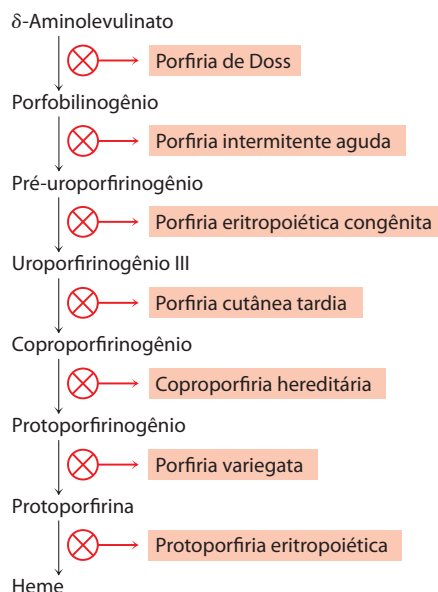 δ-Aminolevulinato
Porfiria de Doss
Porfobilinogênio
Porfiria intermitente aguda
Pré-uroporfirinogênio
Porfiria eritropoiética congênita
Uroporfirinogênio III
Porfiria cutânea tardia
Coproporfirinogênio
Coproporfiria hereditária
Protoporfirinogênio
Porfiria variegata
Protoporfirina
Protoporfiria eritropoiética
Heme